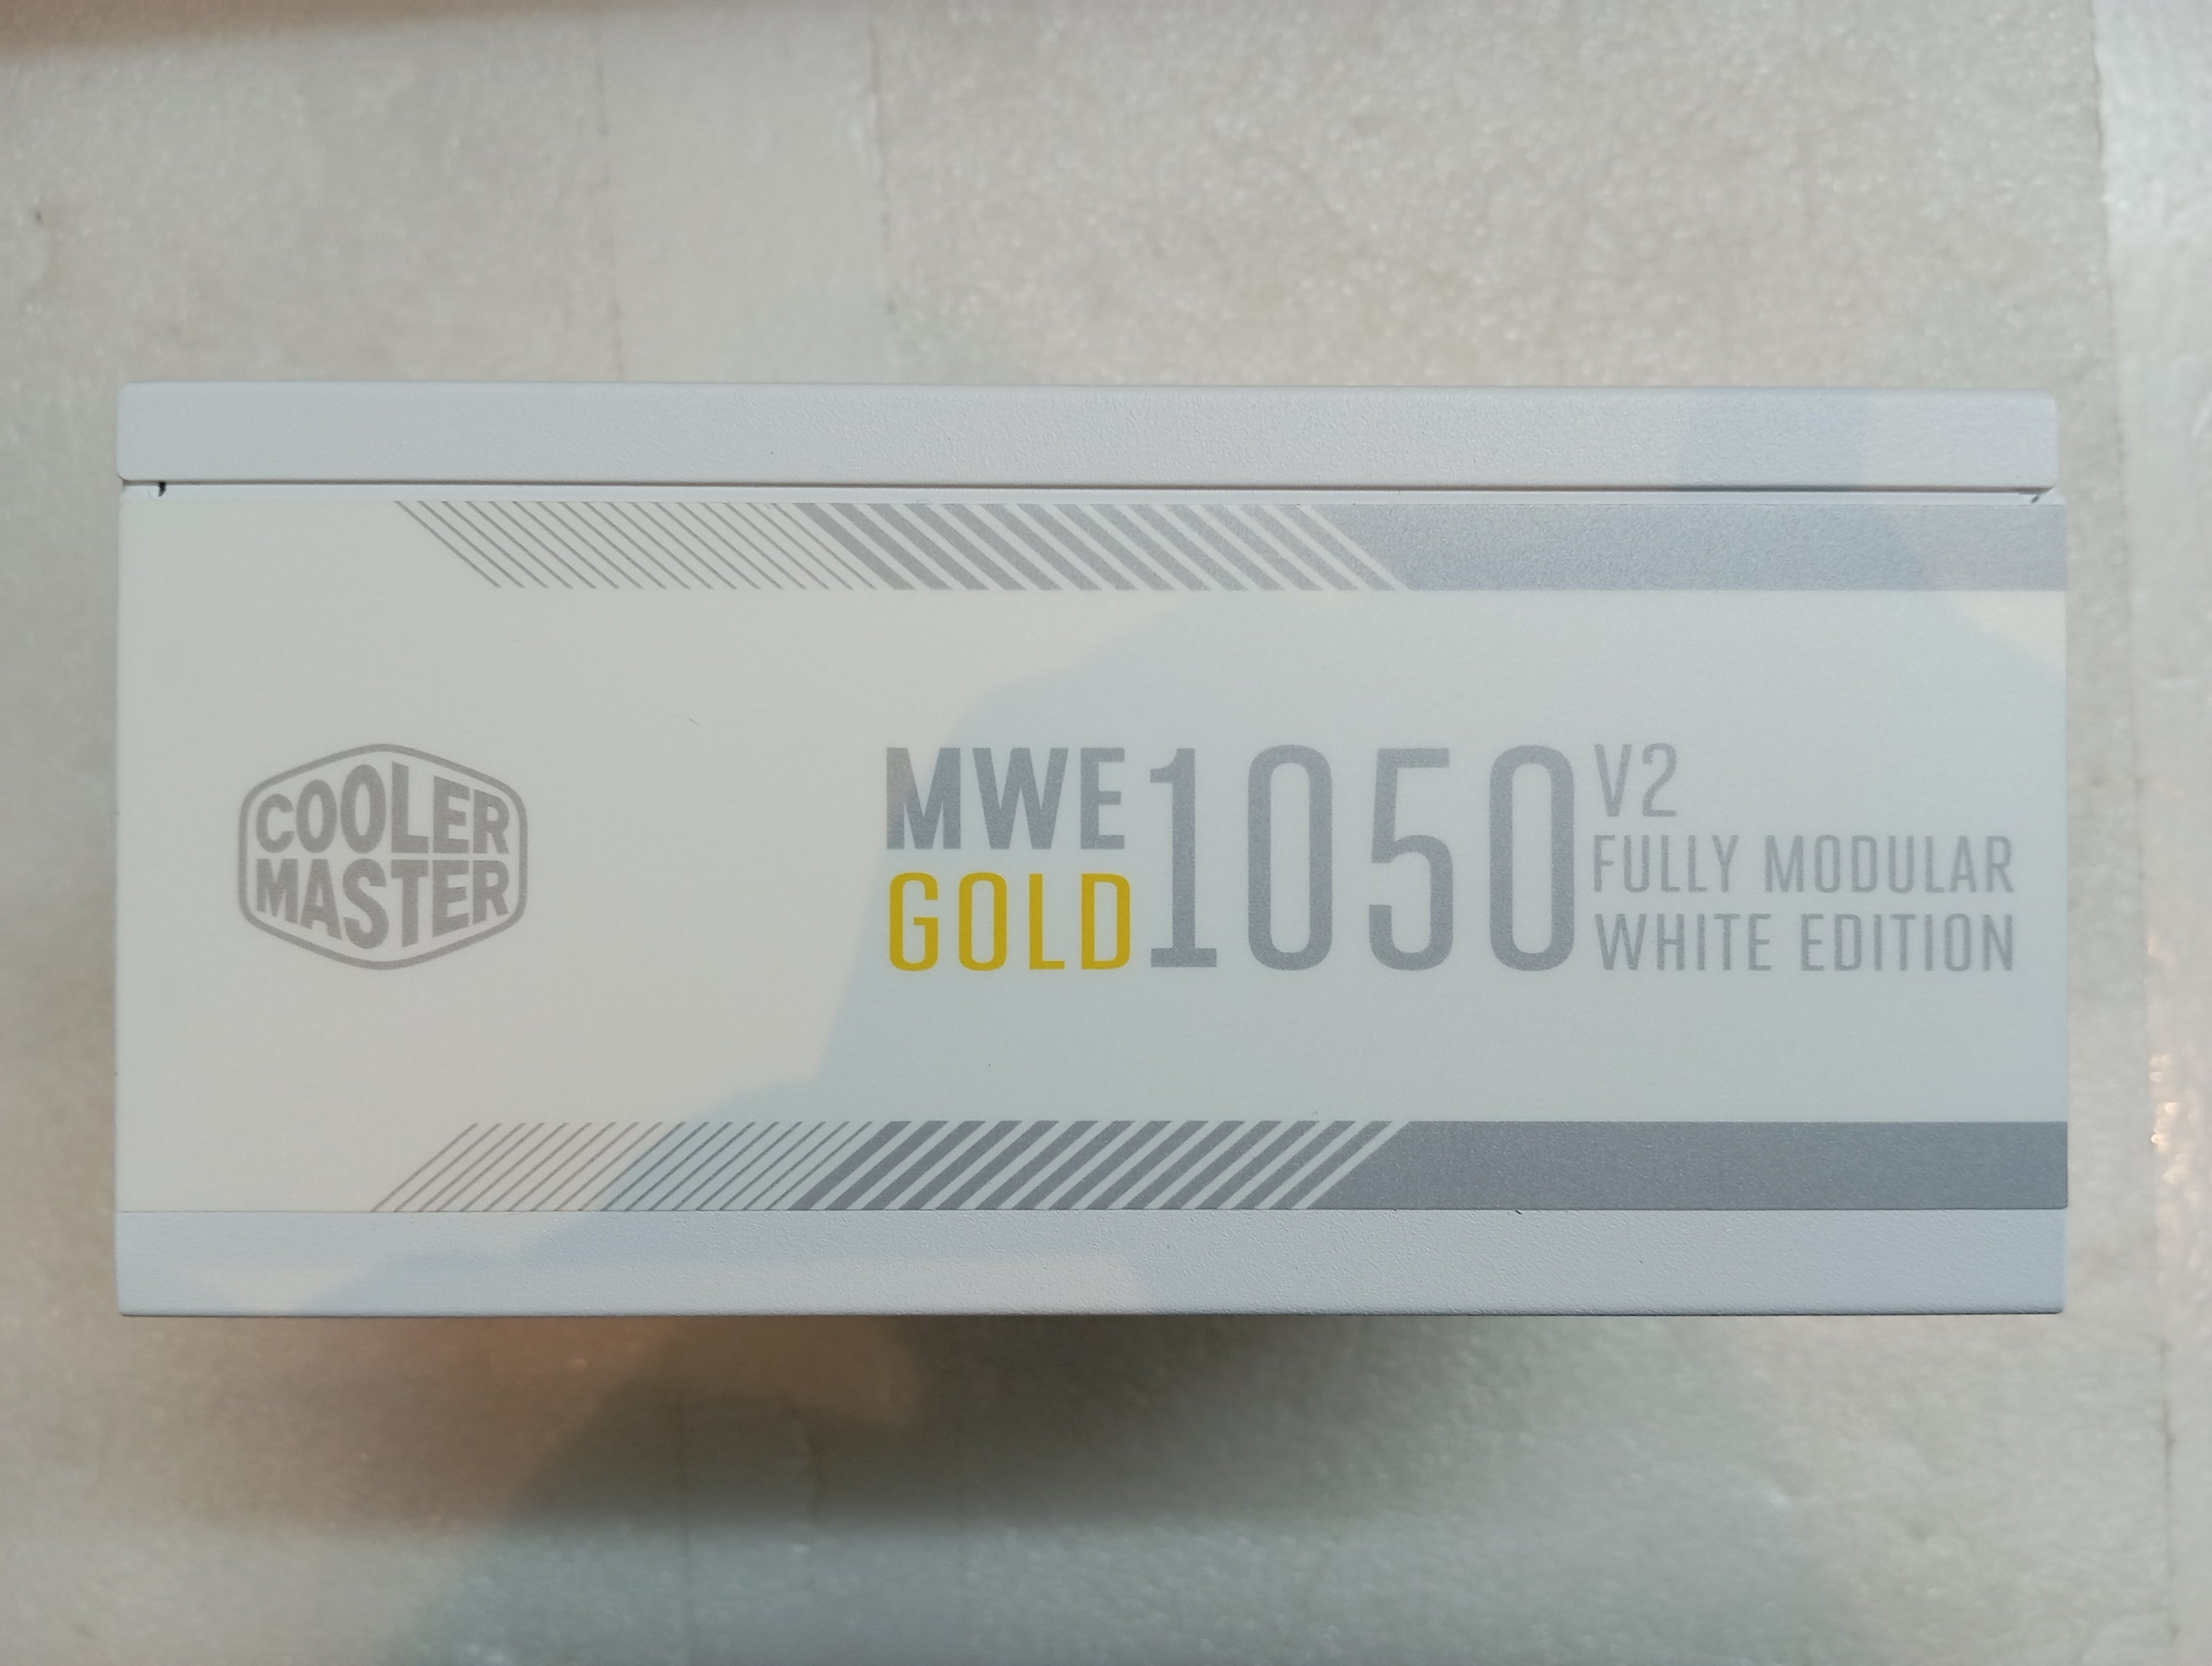 COOLER
MASTER
MWE
GOLD
1050
V2
FULLY MODULAR
WHITE EDITION